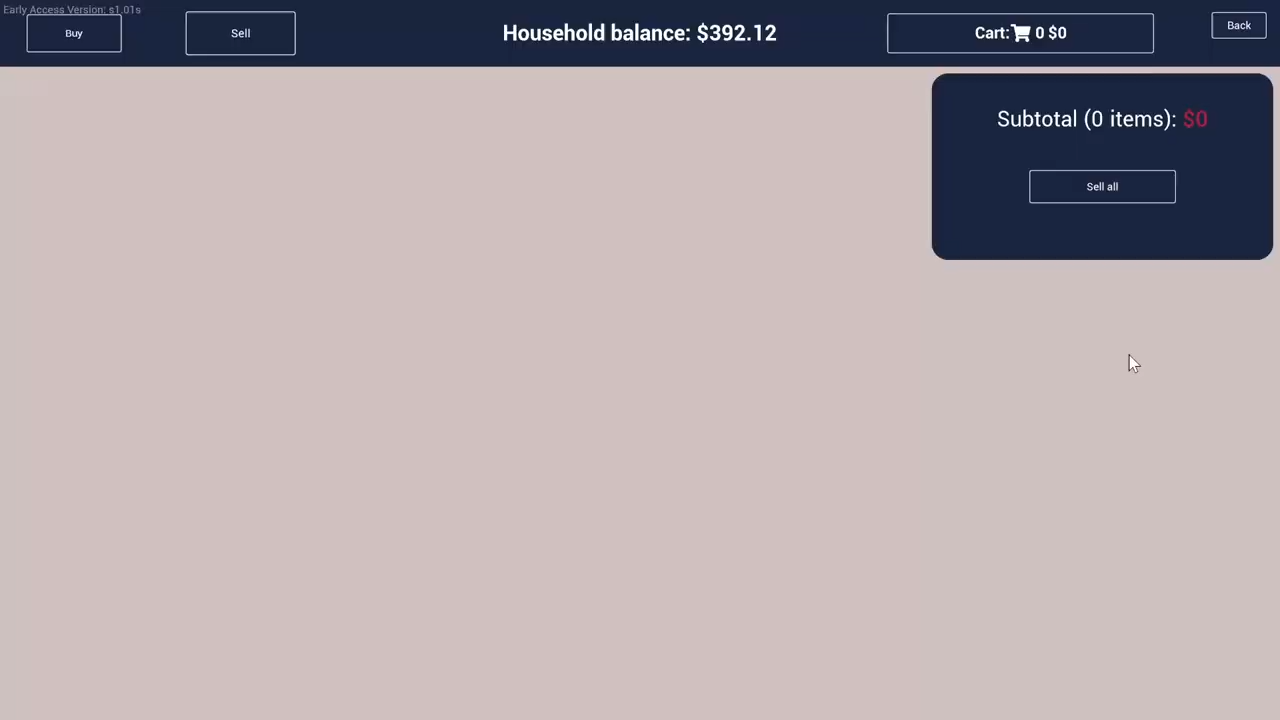 Early Access Version: s1.01s
Buy
Sell
Household balance: $392.12
Cart: 0 $0
Back
Subtotal (0 items): $0
Sell all